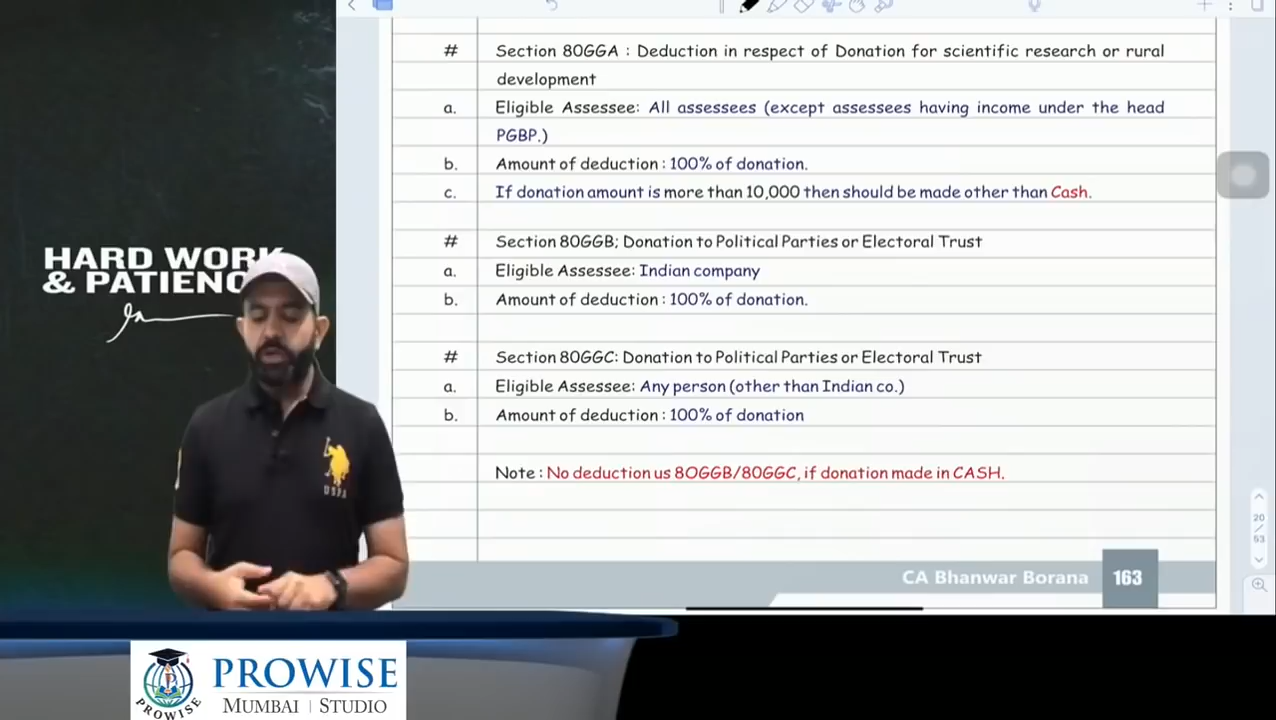 # Section 80GGA : Deduction in respect of Donation for scientific research or rural
development
a. Eligible Assessee: All assessees (except assessees having income under the head
PGBP.)
b. Amount of deduction : 100% of donation.
c. If donation amount is more than 10,000 then should be made other than Cash.
# Section 80GGB; Donation to Political Parties or Electoral Trust
a. Eligible Assessee: Indian company
b. Amount of deduction : 100% of donation.
# Section 80GGC: Donation to Political Parties or Electoral Trust
a. Eligible Assessee: Any person (other than Indian co.)
b. Amount of deduction : 100% of donation
Note : No deduction us 80GGB/80GGC, if donation made in CASH.
CA Bhanwar Borana 163
20
53
HARD WORK
& PATIENC
USPA
PROWISE
PROWISE
MUMBAI | STUDIO